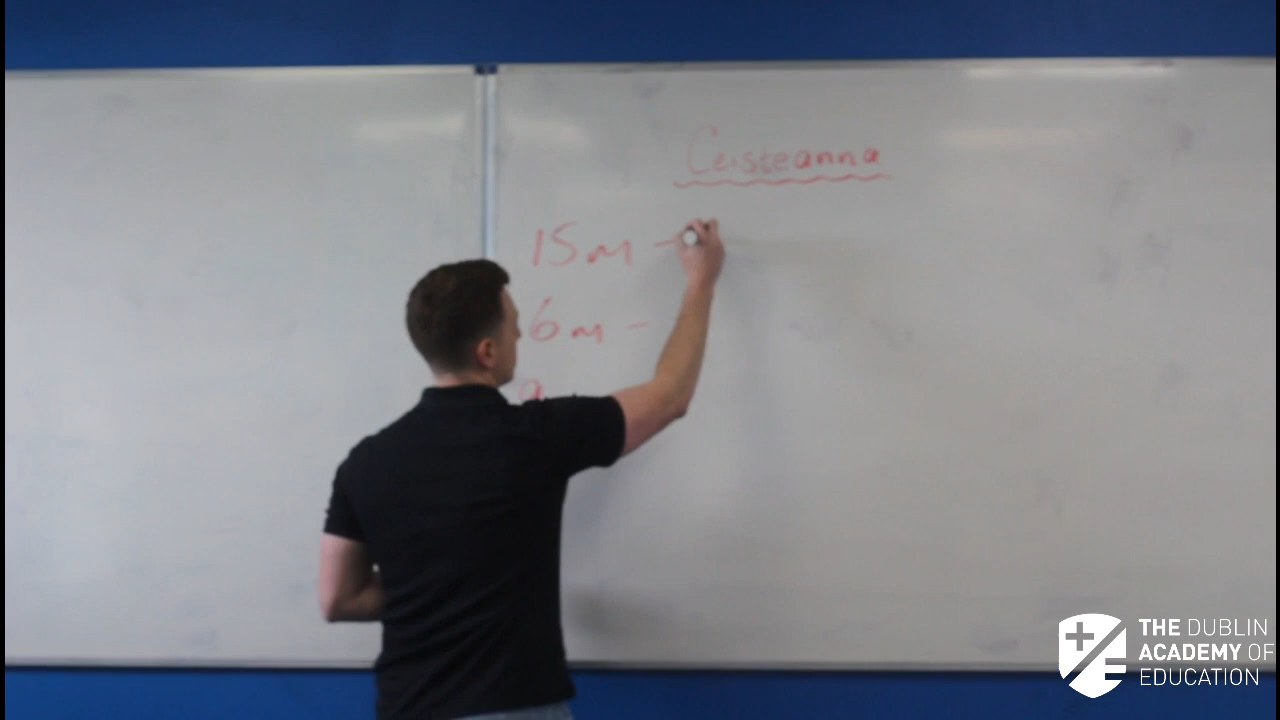 Ceisteanna
15m -
6m -
THE DUBLIN
ACADEMY OF
EDUCATION